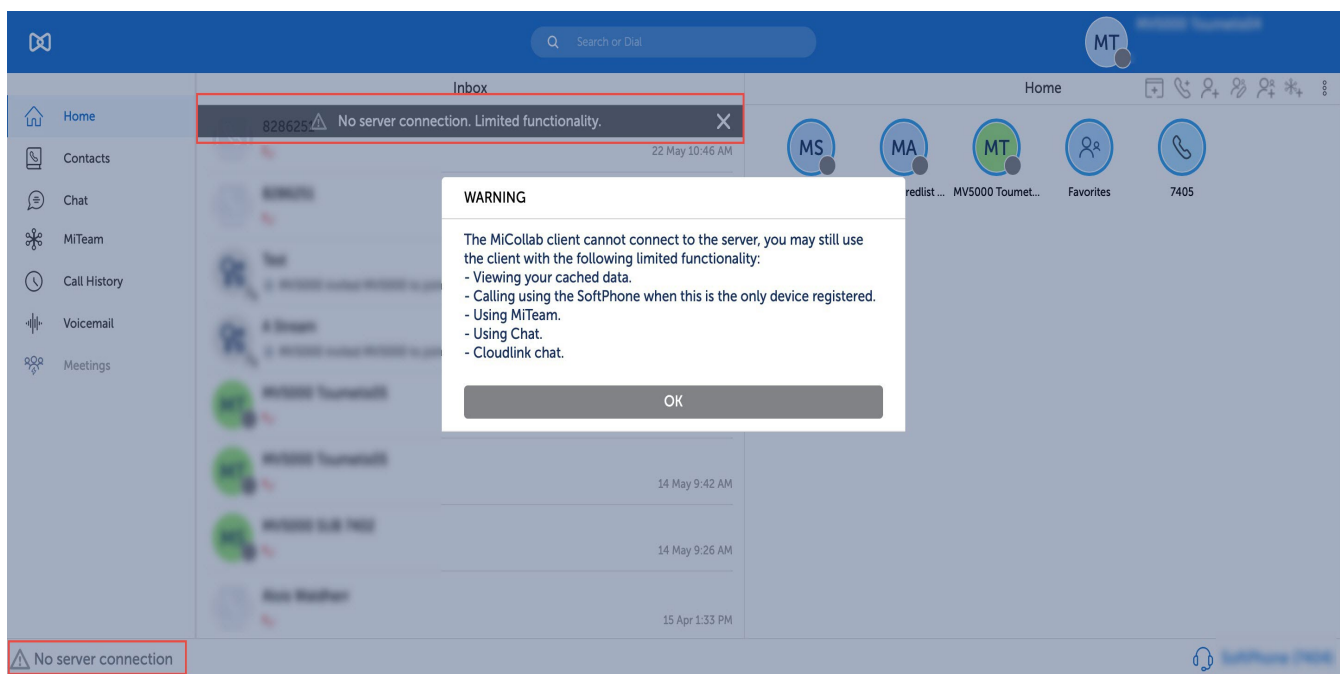 Search or Dial
MT
Inbox
Home
Home
Contacts
Chat
MiTeam
Call History
Voicemail
Meetings
No server connection. Limited functionality.
22 May 10:46 AM
14 May 9:42 AM
14 May 9:26 AM
15 Apr 1:33 PM
WARNING
The MiCollab client cannot connect to the server, you may still use
the client with the following limited functionality:
- Viewing your cached data.
- Calling using the SoftPhone when this is the only device registered.
- Using MiTeam.
- Using Chat.
- Cloudlink chat.
OK
MS
MA
MT
redlist ...
MV5000 Toumet...
Favorites
7405
No server connection